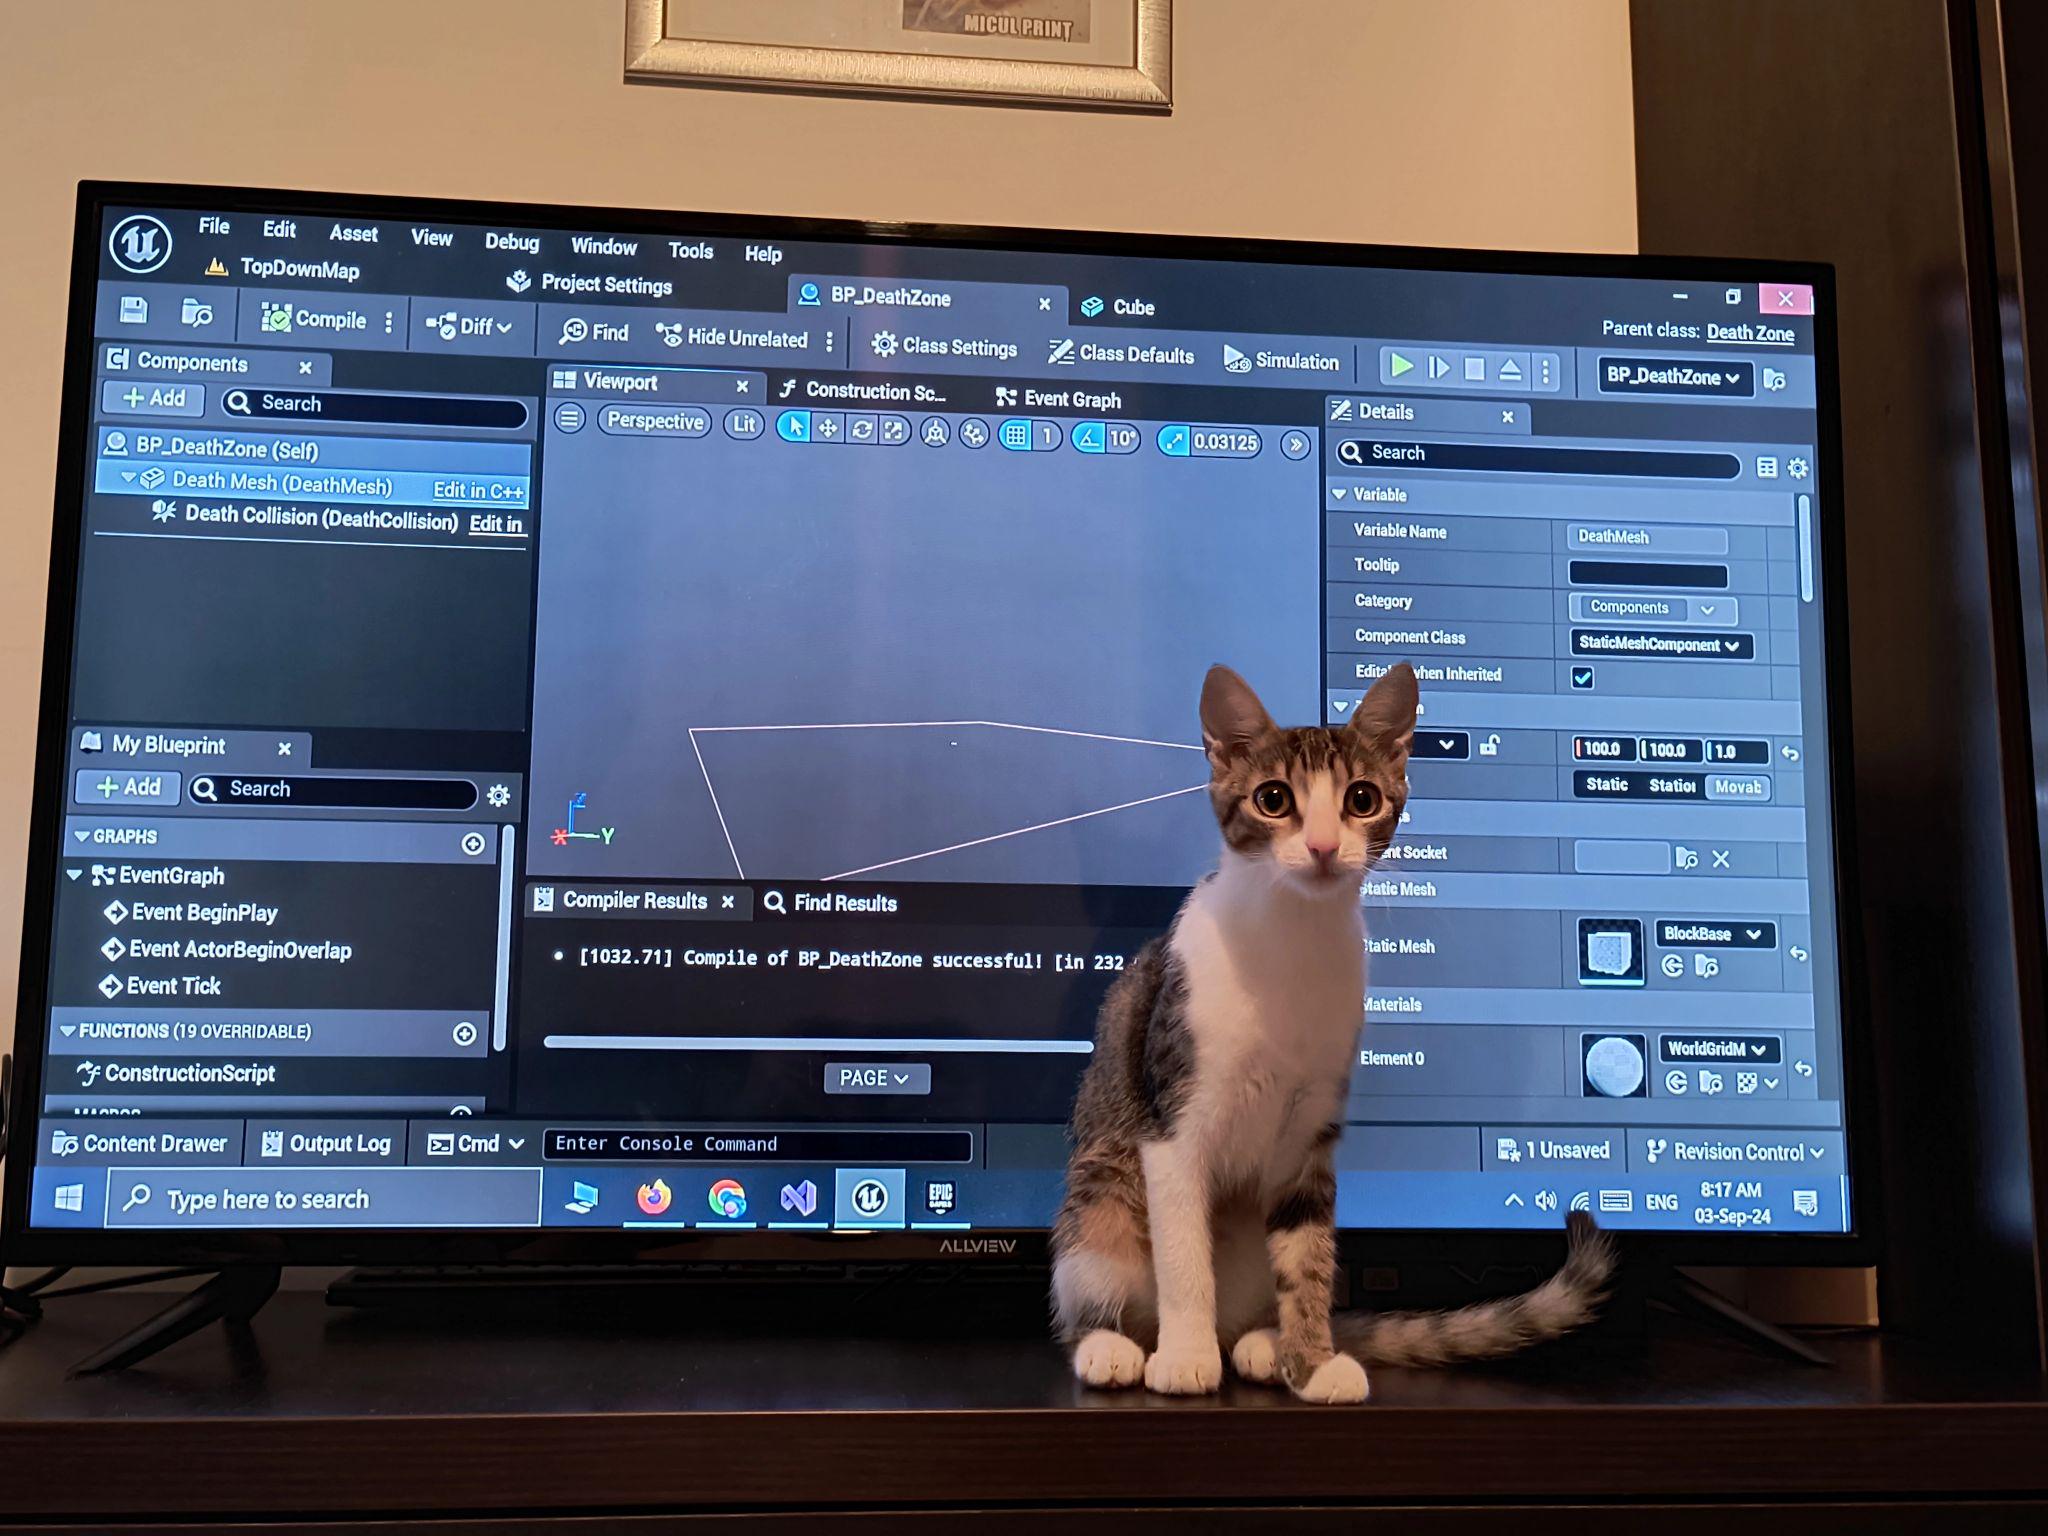 MICUL PRINT
File Edit Asset View Debug Window Tools Help
TopDownMap Project Settings BP_DeathZone Cube
Parent class: Death Zone
Compile Diff Find Hide Unrelated Class Settings Class Defaults Simulation BP_DeathZone
Components
Add Search
BP_DeathZone (Self)
Death Mesh (DeathMesh) Edit in C++
Death Collision (DeathCollision) Edit in
Viewport Construction Sc... Event Graph
Perspective Lit 1 10° 0.03125
X Y
Compiler Results Find Results
[1032.71] Compile of BP_DeathZone successful! [in 232
PAGE
Details
Search
Variable
Variable Name DeathMesh
Tooltip
Category Components
Component Class StaticMeshComponent
when Inherited
100.0 100.0 1.0
Static Station Movab
Socket
Static Mesh
Static Mesh BlockBase
Materials
Element 0 WorldGridM
My Blueprint
Add Search
GRAPHS
EventGraph
Event BeginPlay
Event ActorBeginOverlap
Event Tick
FUNCTIONS (19 OVERRIDABLE)
ConstructionScript
Content Drawer Output Log Cmd Enter Console Command 1 Unsaved Revision Control
Type here to search EPIC GAMES ENG 8:17 AM
03-Sep-24
ALLVIEW